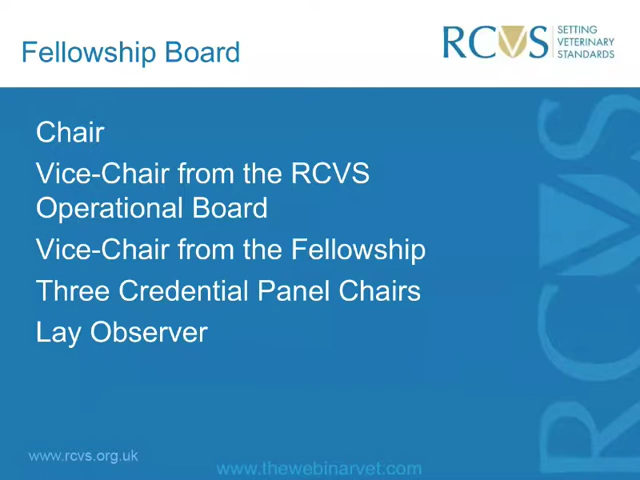 Fellowship Board
RCVS
SETTING
VETERINARY
STANDARDS
Chair
Vice-Chair from the RCVS
Operational Board
Vice-Chair from the Fellowship
Three Credential Panel Chairs
Lay Observer
RCVS
www.rcvs.org.uk
www.thewebinarvet.com